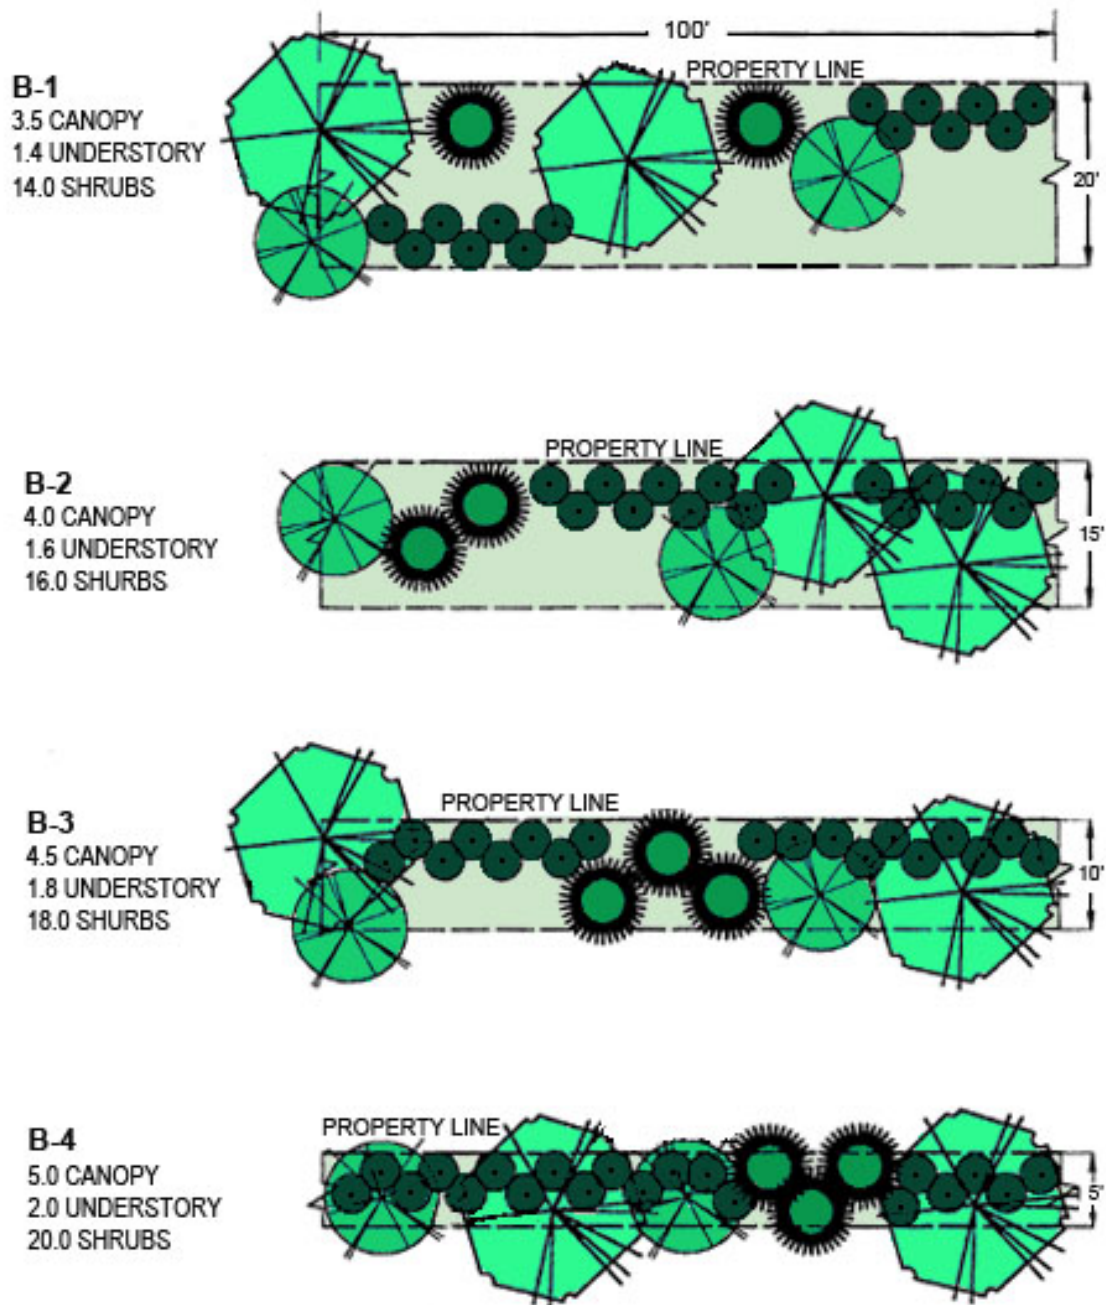 100'
PROPERTY LINE
B-1
3.5 CANOPY
1.4 UNDERSTORY
14.0 SHRUBS
20'
PROPERTY LINE
B-2
4.0 CANOPY
1.6 UNDERSTORY
16.0 SHURBS
15'
PROPERTY LINE
B-3
4.5 CANOPY
1.8 UNDERSTORY
18.0 SHURBS
10'
PROPERTY LINE
B-4
5.0 CANOPY
2.0 UNDERSTORY
20.0 SHRUBS
5'